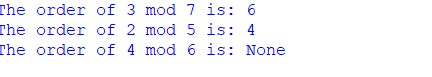 The order of 3 mod 7 is: 6
The order of 2 mod 5 is: 4
The order of 4 mod 6 is: None